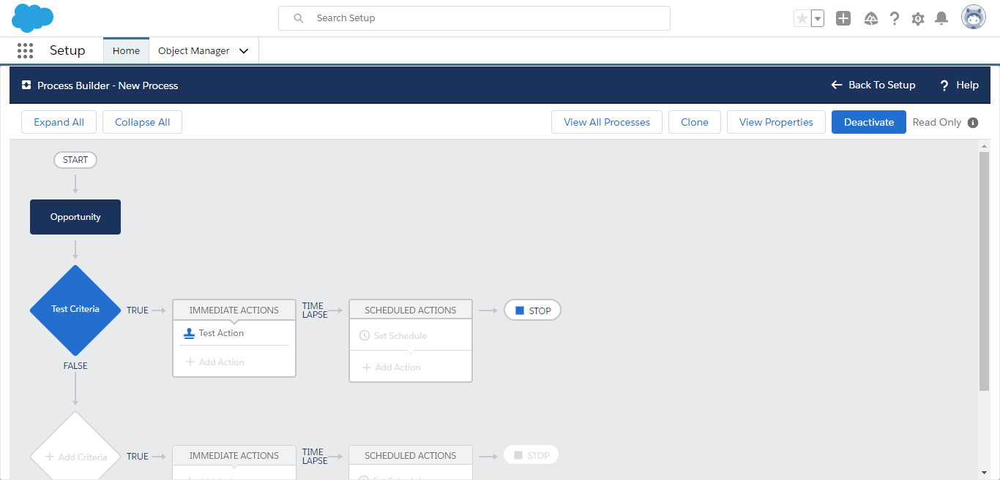 Search Setup
Setup
Home
Object Manager
Process Builder - New Process
Back To Setup
? Help
Expand All
Collapse All
View All Processes
Clone
View Properties
Deactivate
Read Only
START
Opportunity
Test Criteria
TRUE
IMMEDIATE ACTIONS
TIME
LAPSE
SCHEDULED ACTIONS
STOP
Test Action
Set Schedule
+ Add Action
+ Add Action
FALSE
+ Add Criteria
TRUE
IMMEDIATE ACTIONS
TIME
LAPSE
SCHEDULED ACTIONS
STOP